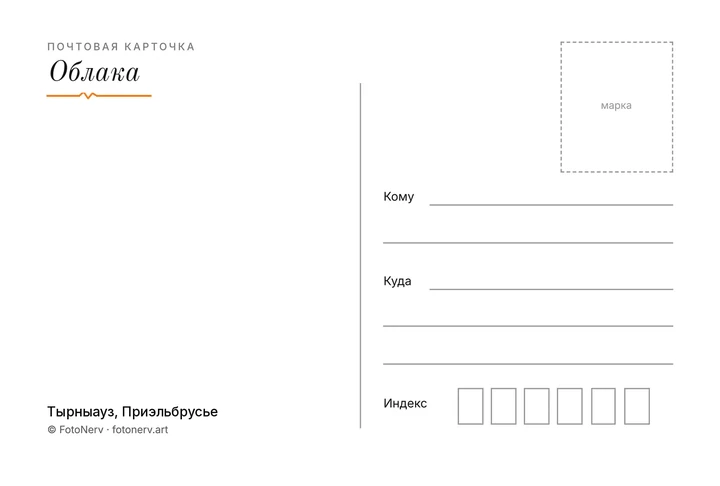 ПОЧТОВАЯ КАРТОЧКА
Облака
марка
Кому
Куда
Индекс
Тырныауз, Приэльбрусье
© FotoNerv · fotonerv.art